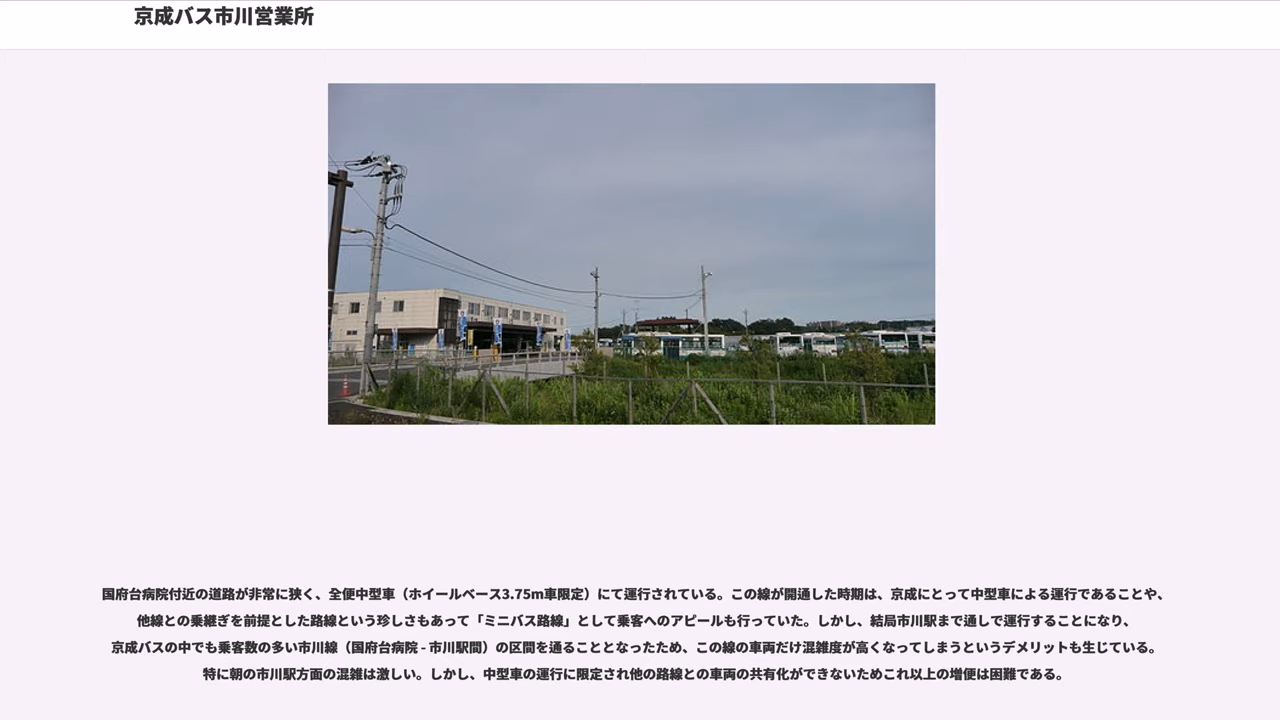 京成バス市川営業所
国府台病院付近の道路が非常に狭く、全便中型車（ホイールベース3.75m車限定）にて運行されている。この線が開通した時期は、京成にとって中型車による運行であることや、
他線との乗継ぎを前提とした路線という珍しさもあって「ミニバス路線」として乗客へのアピールも行っていた。しかし、結局市川駅まで通しで運行することになり、
京成バスの中でも乗客数の多い市川線（国府台病院 - 市川駅間）の区間を通ることとなったため、この線の車両だけ混雑度が高くなってしまうというデメリットも生じている。
特に朝の市川駅方面の混雑は激しい。しかし、中型車の運行に限定され他の路線との車両の共有化ができないためこれ以上の増便は困難である。